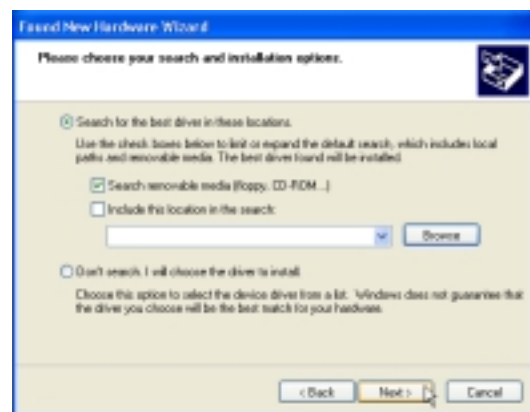 Found New Hardware Wizard
Please choose your search and installation options.
Search for the best driver in these locations.
Use the check boxes below to limit or expand the default search, which includes local
paths and removable media. The best driver found will be installed.
Search removable media (floppy, CD-ROM...)
Include this location in the search:
Browse
Don't search. I will choose the driver to install.
Choose this option to select the device driver from a list. Windows does not guarantee that
the driver you choose will be the best match for your hardware.
< Back
Next >
Cancel